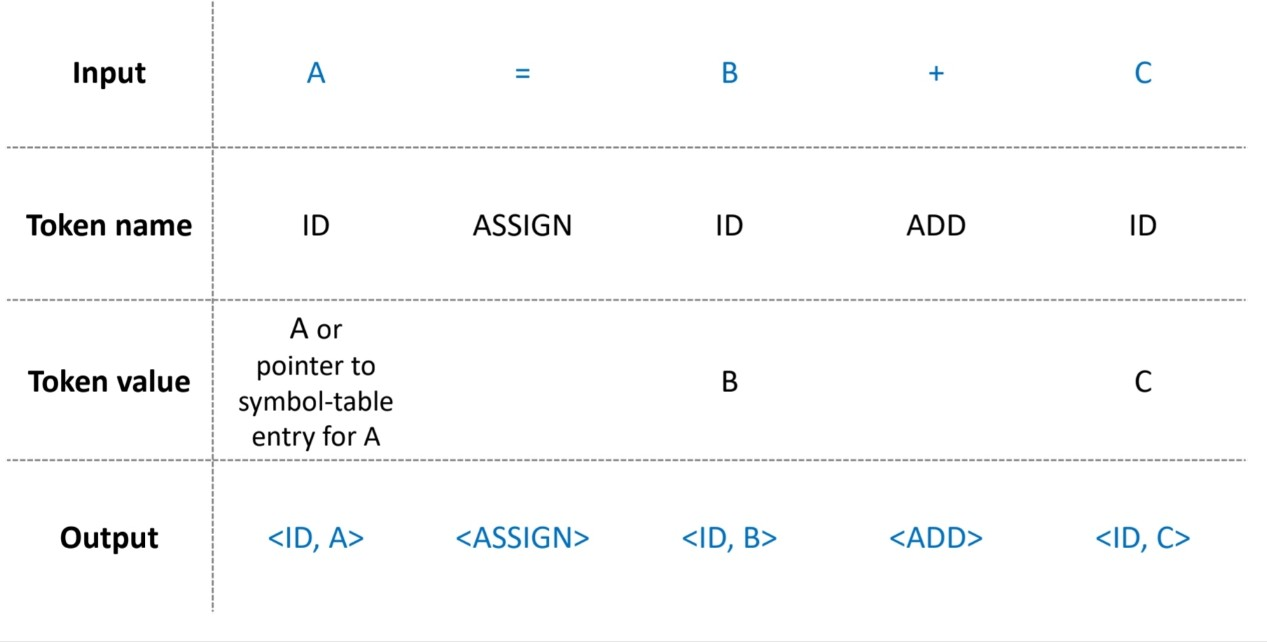 Input A = B + C
Token name ID ASSIGN ID ADD ID
Token value
A or
pointer to
symbol-table
entry for A
B
C
Output <ID, A> <ASSIGN> <ID, B> <ADD> <ID, C>